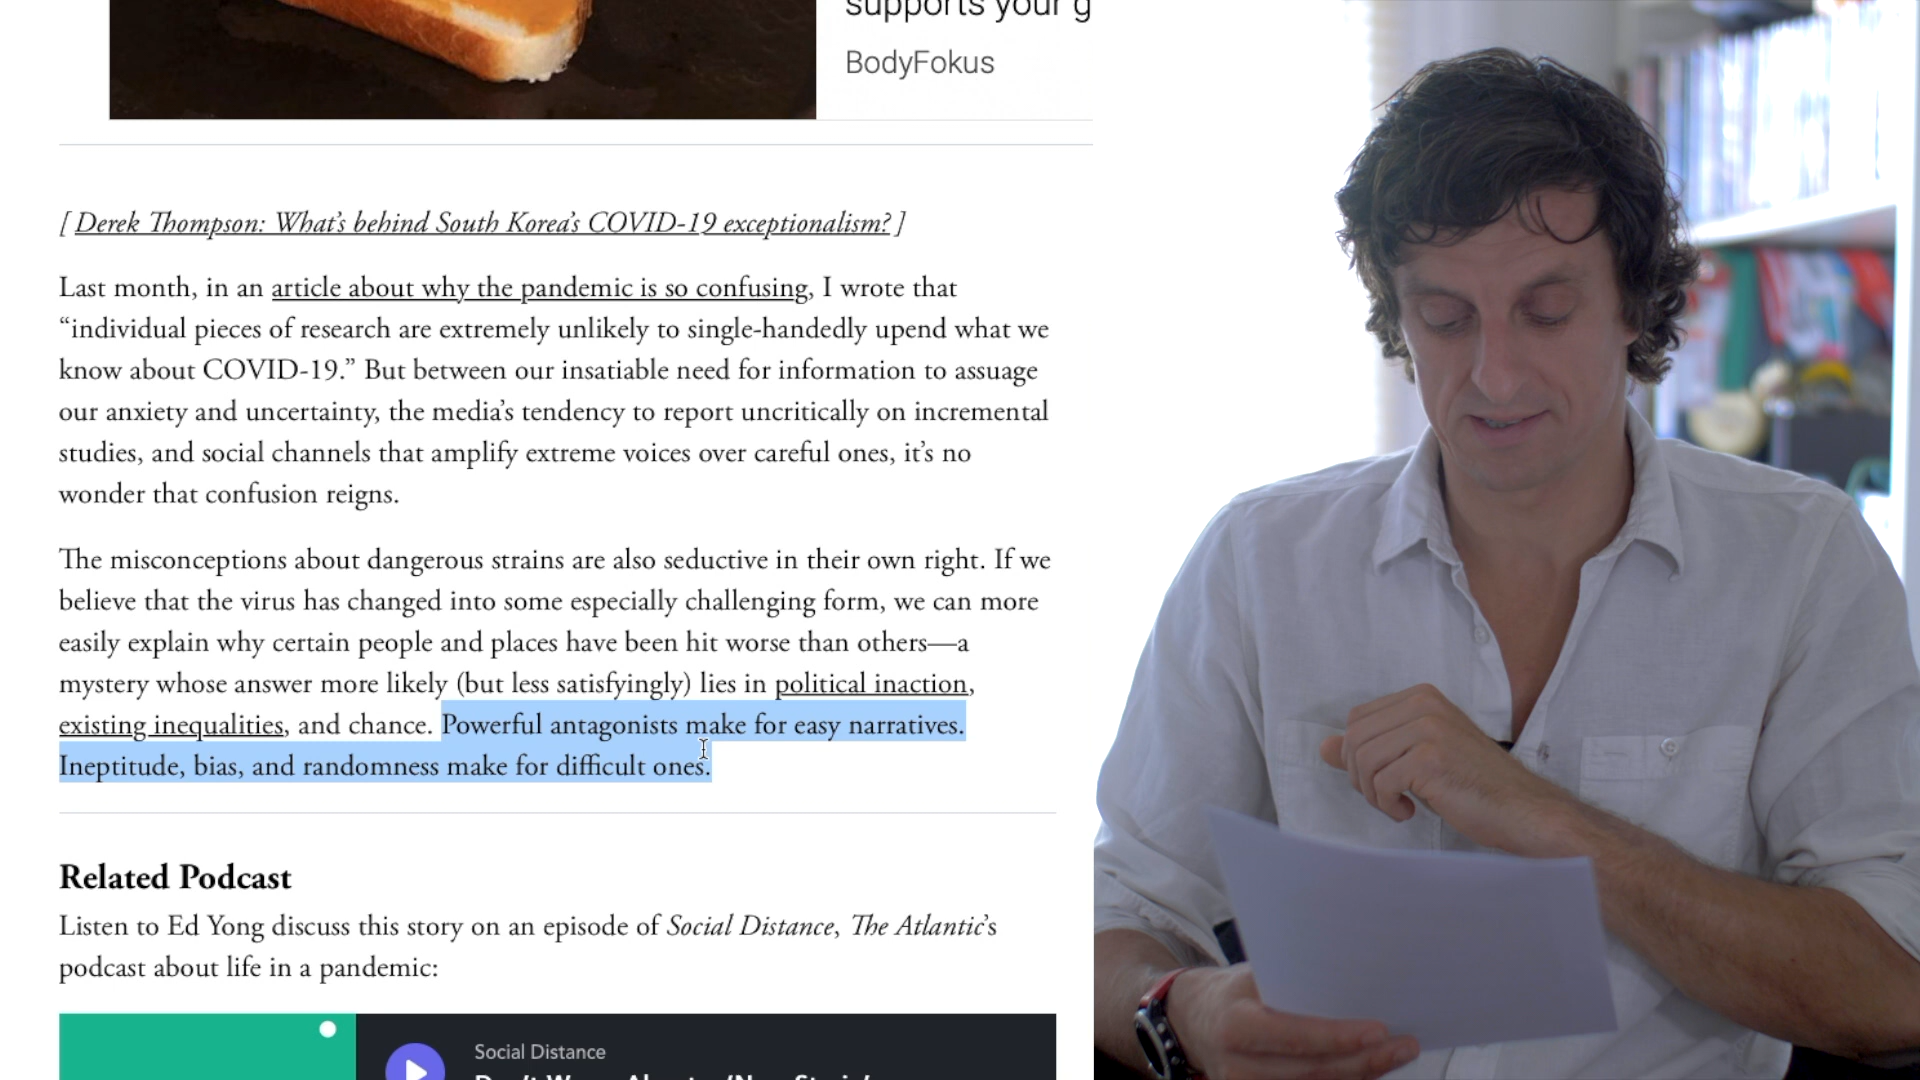 supports your g
BodyFokus
[ Derek Thompson: What’s behind South Korea’s COVID-19 exceptionalism? ]
Last month, in an article about why the pandemic is so confusing, I wrote that
“individual pieces of research are extremely unlikely to single-handedly upend what we
know about COVID-19.” But between our insatiable need for information to assuage
our anxiety and uncertainty, the media’s tendency to report uncritically on incremental
studies, and social channels that amplify extreme voices over careful ones, it’s no
wonder that confusion reigns.
The misconceptions about dangerous strains are also seductive in their own right. If we
believe that the virus has changed into some especially challenging form, we can more
easily explain why certain people and places have been hit worse than others—a
mystery whose answer more likely (but less satisfyingly) lies in political inaction,
existing inequalities, and chance. Powerful antagonists make for easy narratives.
Ineptitude, bias, and randomness make for difficult ones.
Related Podcast
Listen to Ed Yong discuss this story on an episode of Social Distance, The Atlantic’s
podcast about life in a pandemic:
Social Distance